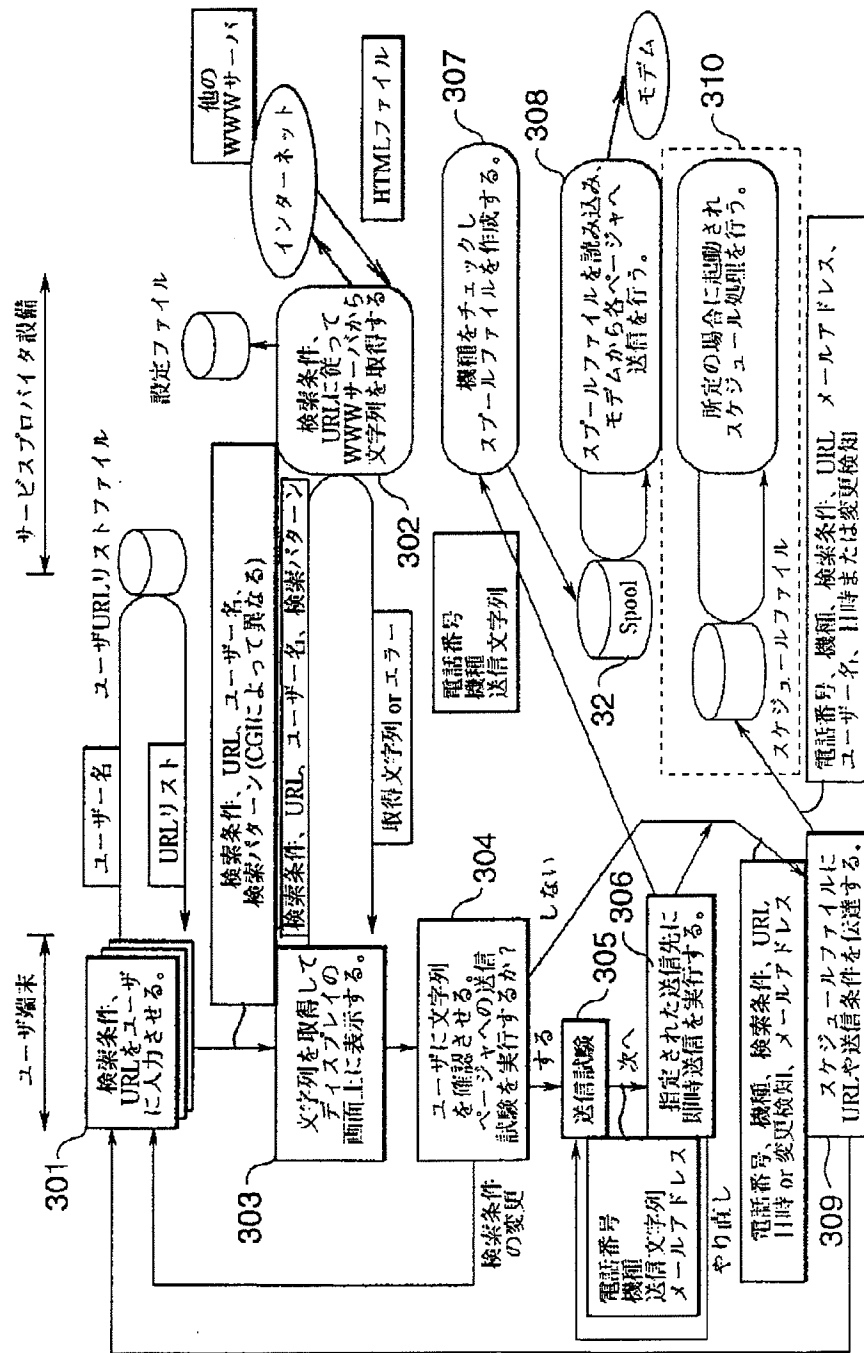 ユーザ端末
サービスプロバイタ設備
301
検索条件、
URLをユーザ
に入力させる。
ユーザー名
URLリスト
ユーザURLリストファイル
設定ファイル
他の
WWWサーバ
インターネット
HTMLファイル
検索条件、URL、ユーザー名、
検索パターン(CGIによって異なる)
検索条件、URL、ユーザー名、検索パターン
検索条件、
URLに従って
WWWサーバから
文字列を取得する
302
取得文字列 or エラー
303
文字列を取得して
ディスプレイの
画面上に表示する。
304
ユーザに文字列
を確認させる。
ページャへの送信
試験を実行するか?
検索条件
の変更
しない
する
305
送信試験
次へ
306
指定された送信先に
即時送信を実行する。
電話番号
機種
送信文字列
メールアドレス
やり直し
電話番号
機種
送信文字列
307
機種をチェックし
スプールファイルを作成する。
32
Spool
308
スプールファイルを読み込み、
モデムから各ページャへ
送信を行う。
モデム
310
所定の場合に起動され
スケジュール処理を行う。
スケジュールファイル
電話番号、機種、検索条件、URL
日時 or 変更検知、メールアドレス
電話番号、機種、検索条件、URL メールアドレス、
ユーザー名、日時または変更検知
309
スケジュールファイルに
URLや送信条件を伝達する。